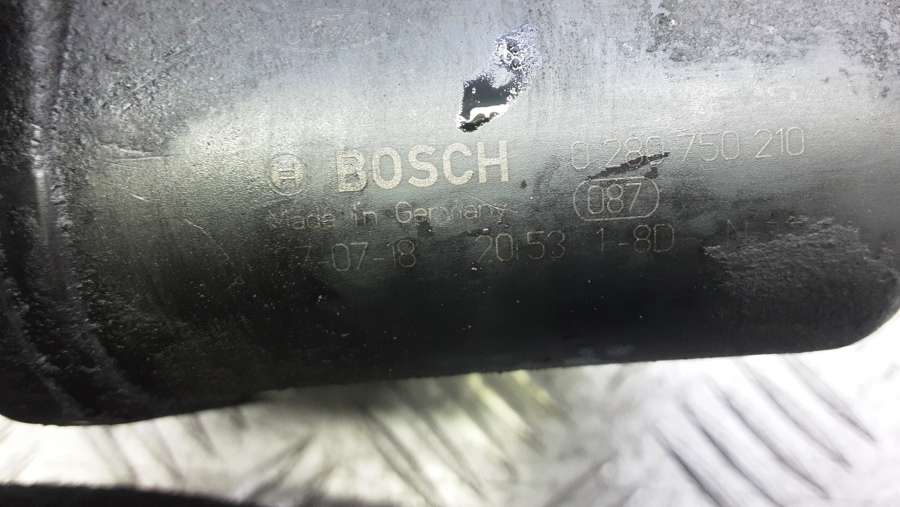 BOSCH 0 280 750 210
Made in Germany 087
7-07-18 20:53 1-8D